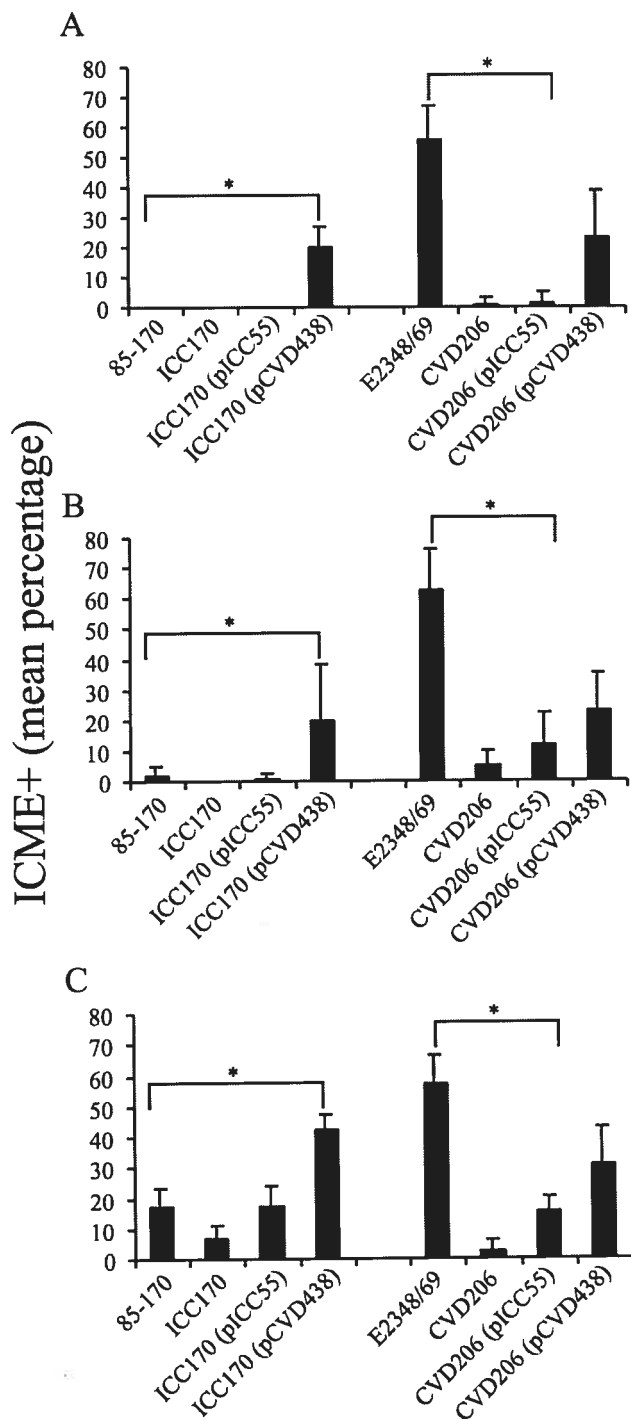 A
80
70
60
50
40
30
20
10
0
*
*
85-170
ICC170
ICC170 (pICC55)
ICC170 (pCVD438)
E2348/69
CVD206
CVD206 (pICC55)
CVD206 (pCVD438)
ICME+ (mean percentage)
B
80
70
60
50
40
30
20
10
0
*
*
85-170
ICC170
ICC170 (pICC55)
ICC170 (pCVD438)
E2348/69
CVD206
CVD206 (pICC55)
CVD206 (pCVD438)
C
80
70
60
50
40
30
20
10
0
*
*
85-170
ICC170
ICC170 (pICC55)
ICC170 (pCVD438)
E2348/69
CVD206
CVD206 (pICC55)
CVD206 (pCVD438)